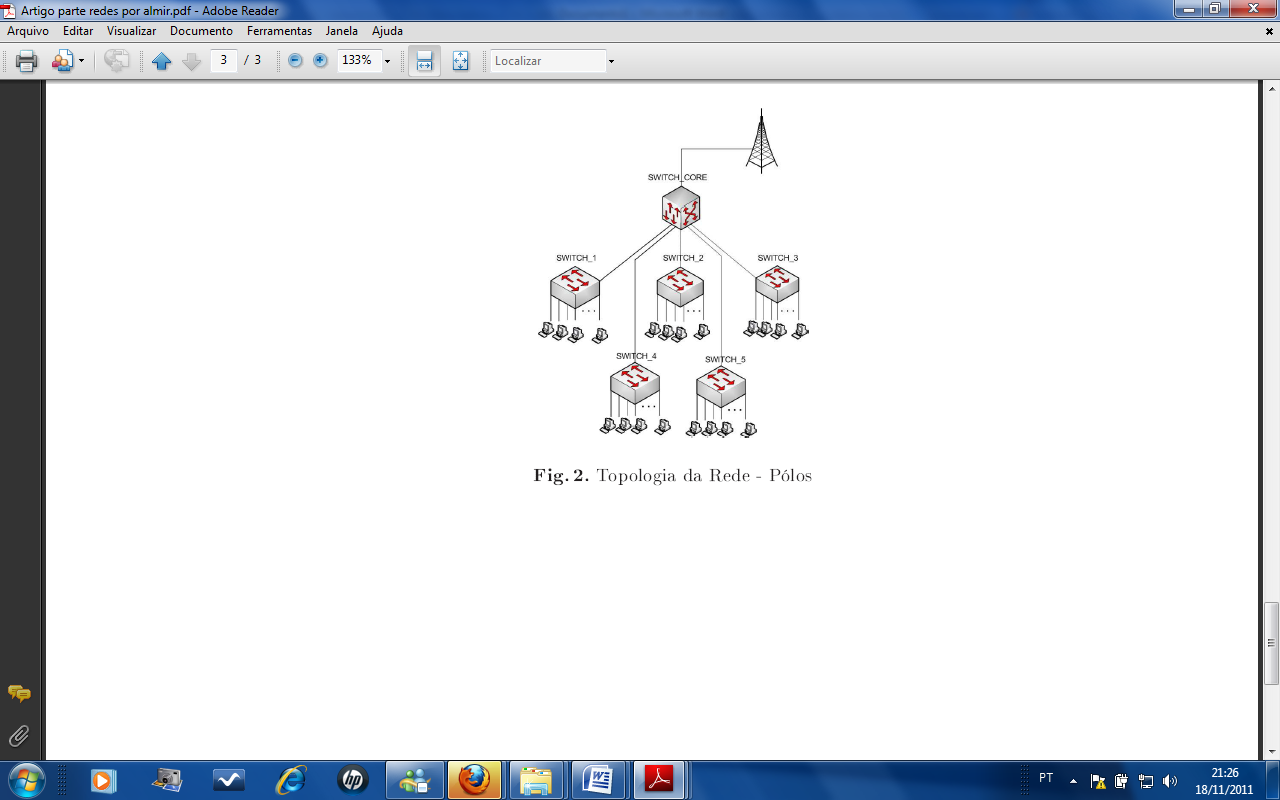 Artigo parte redes por almir.pdf - Adobe Reader
Arquivo Editar Visualizar Documento Ferramentas Janela Ajuda
3 / 3 133% Localizar
SWITCH_CORE
SWITCH_1 SWITCH_2 SWITCH_3
SWITCH_4 SWITCH_5
Fig. 2. Topologia da Rede - Pólos
hp
PT
21:26
18/11/2011